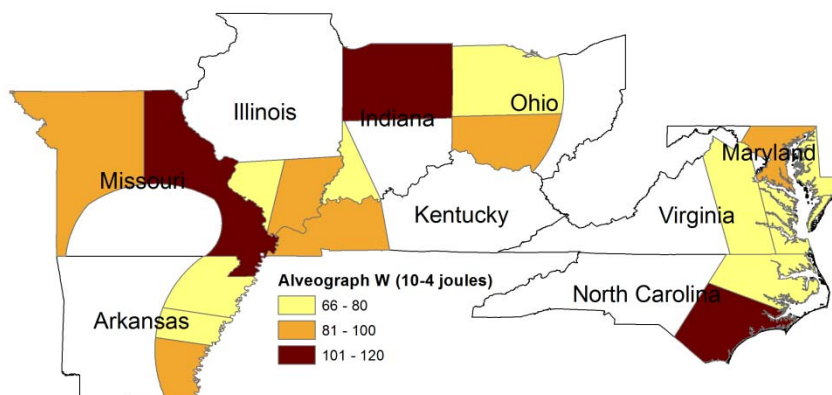 Illinois
Indiana
Ohio
Missouri
Maryland
Kentucky
Virginia
Arkansas
North Carolina
Alveograph W (10-4 joules)
66 - 80
81 - 100
101 - 120